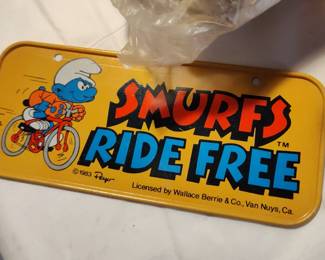 SMURFS
TM
RIDE FREE
©1983 Peyo
Licensed by Wallace Berrie & Co., Van Nuys, Ca.